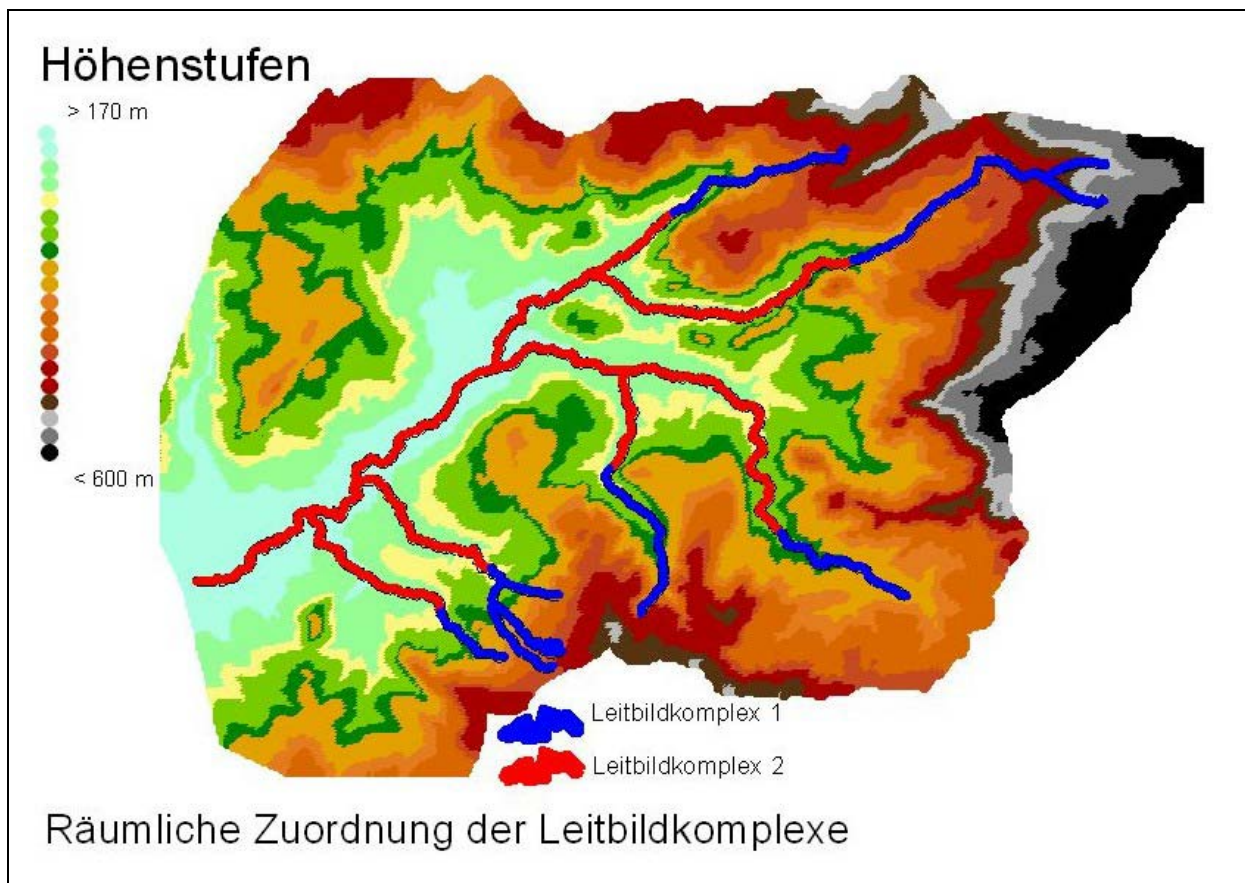 Höhenstufen
> 170 m
< 600 m
Leitbildkomplex 1
Leitbildkomplex 2
Räumliche Zuordnung der Leitbildkomplexe